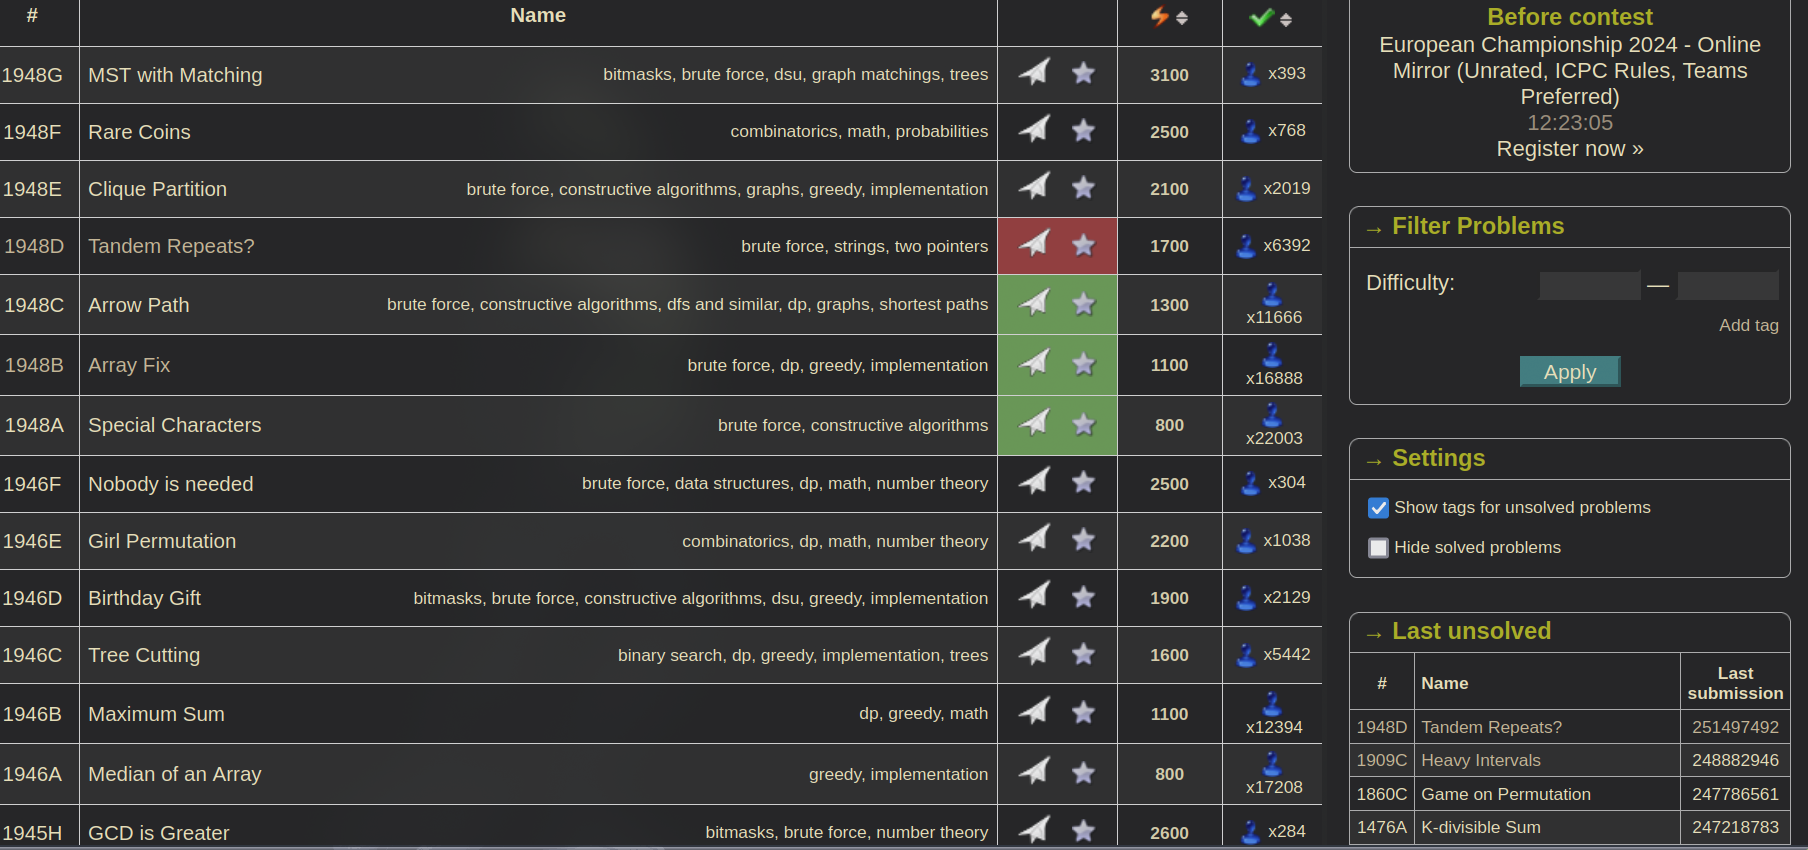 # Name
1948G MST with Matching bitmasks, brute force, dsu, graph matchings, trees 3100 x393
1948F Rare Coins combinatorics, math, probabilities 2500 x768
1948E Clique Partition brute force, constructive algorithms, graphs, greedy, implementation 2100 x2019
1948D Tandem Repeats? brute force, strings, two pointers 1700 x6392
1948C Arrow Path brute force, constructive algorithms, dfs and similar, dp, graphs, shortest paths 1300 x11666
1948B Array Fix brute force, dp, greedy, implementation 1100 x16888
1948A Special Characters brute force, constructive algorithms 800 x22003
1946F Nobody is needed brute force, data structures, dp, math, number theory 2500 x304
1946E Girl Permutation combinatorics, dp, math, number theory 2200 x1038
1946D Birthday Gift bitmasks, brute force, constructive algorithms, dsu, greedy, implementation 1900 x2129
1946C Tree Cutting binary search, dp, greedy, implementation, trees 1600 x5442
1946B Maximum Sum dp, greedy, math 1100 x12394
1946A Median of an Array greedy, implementation 800 x17208
1945H GCD is Greater bitmasks, brute force, number theory 2600 x284
Before contest
European Championship 2024 - Online
Mirror (Unrated, ICPC Rules, Teams
Preferred)
12:23:05
Register now »
→ Filter Problems
Difficulty: —
Add tag
Apply
→ Settings
Show tags for unsolved problems
Hide solved problems
→ Last unsolved
# Name Last
submission
1948D Tandem Repeats? 251497492
1909C Heavy Intervals 248882946
1860C Game on Permutation 247786561
1476A K-divisible Sum 247218783